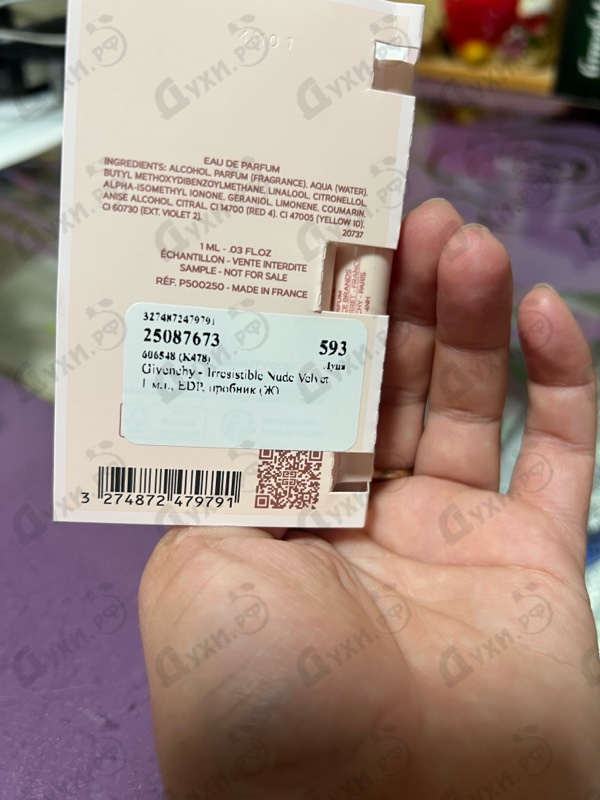 EAU DE PARFUM
INGREDIENTS: ALCOHOL, PARFUM (FRAGRANCE), AQUA (WATER),
BUTYL METHOXYDIBENZOYLMETHANE, LINALOOL, CITRONELLOL,
ALPHA-ISOMETHYL IONONE, GERANIOL, LIMONENE, COUMARIN,
ANISE ALCOHOL, CITRAL, CI 14700 (RED 4), CI 47005 (YELLOW 10),
CI 60730 (EXT. VIOLET 2).
20737
1 ML - .03 FL.OZ
ÉCHANTILLON - VENTE INTERDITE
SAMPLE - NOT FOR SALE
RÉF. P500250 - MADE IN FRANCE
3274872479791
25087673 593
606548 (K478) Луна
Givenchy - Irresistible Nude Velvet
1 мл., EDP, пробник (Ж)
3 274872 479791
Духи.рф